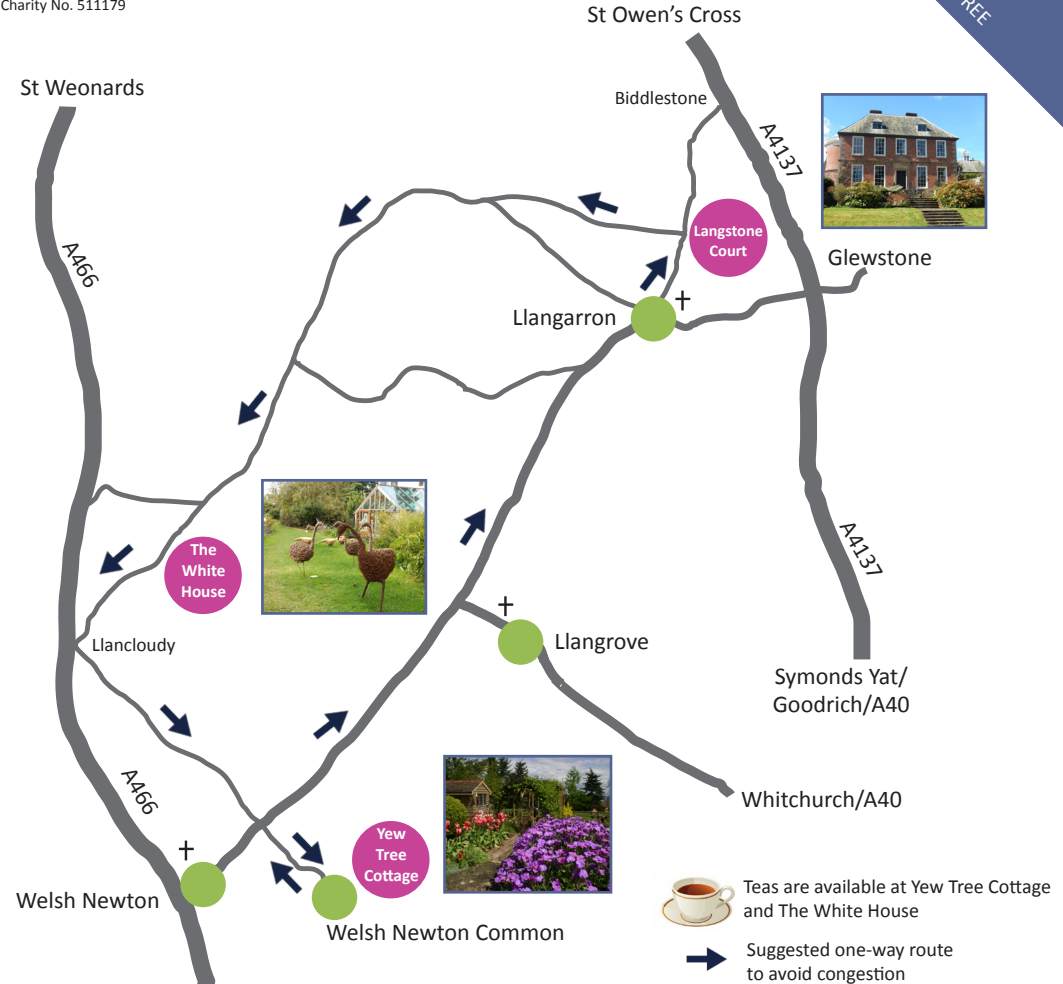 Charity No. 511179
St Owen's Cross
St Weonards
Biddlestone
A4137
A466
Langstone
Court
Glewstone
Llangarron
A4137
The
White
House
Llancloudy
Llangrove
Symonds Yat/
Goodrich/A40
A466
Whitchurch/A40
Yew
Tree
Cottage
Welsh Newton
Welsh Newton Common
Teas are available at Yew Tree Cottage
and The White House
Suggested one-way route
to avoid congestion